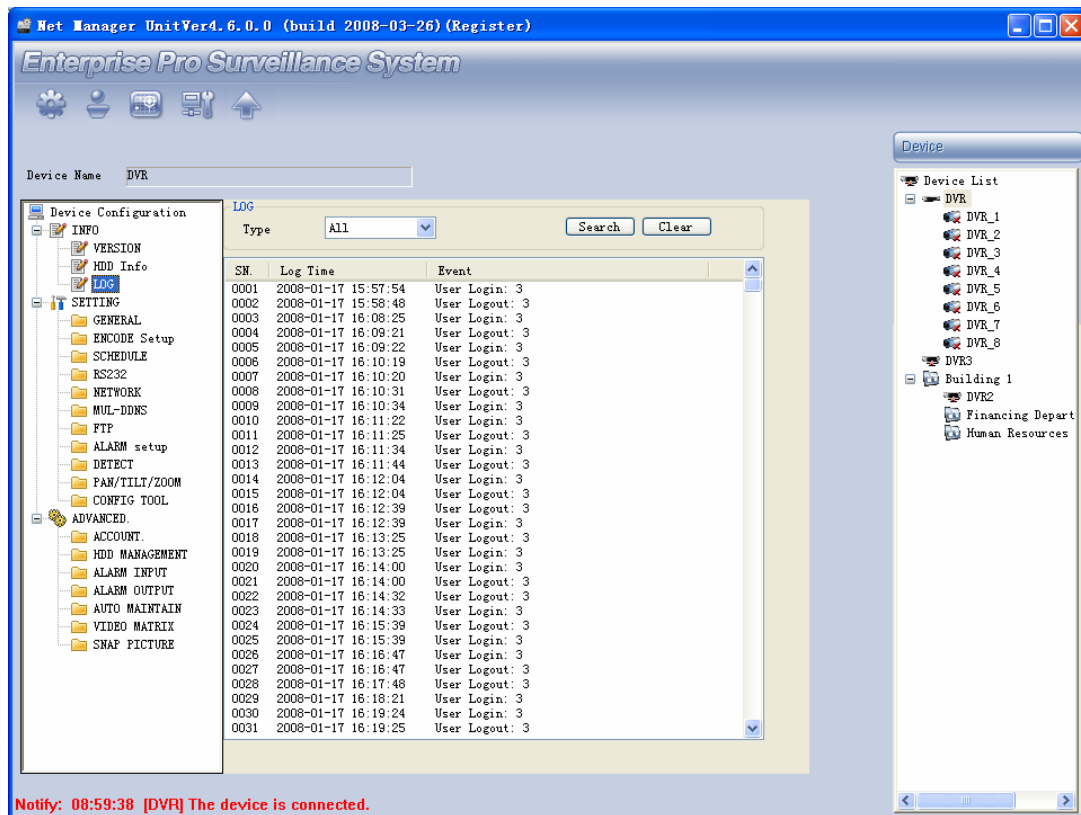 Net Manager UnitVer4.6.0.0 (build 2008-03-26)(Register)
Enterprise Pro Surveillance System
Device Name DVR
Device Configuration
INFO
VERSION
HDD Info
LOG
SETTING
GENERAL
ENCODE Setup
SCHEDULE
RS232
NETWORK
MUL-DDNS
FTP
ALARM setup
DETECT
PAN/TILT/ZOOM
CONFIG TOOL
ADVANCED.
ACCOUNT.
HDD MANAGEMENT
ALARM INPUT
ALARM OUTPUT
AUTO MAINTAIN
VIDEO MATRIX
SNAP PICTURE
LOG
Type All Search Clear
SN. Log Time Event
0001 2008-01-17 15:57:54 User Login: 3
0002 2008-01-17 15:58:48 User Logout: 3
0003 2008-01-17 16:08:25 User Login: 3
0004 2008-01-17 16:09:21 User Logout: 3
0005 2008-01-17 16:09:22 User Login: 3
0006 2008-01-17 16:10:19 User Logout: 3
0007 2008-01-17 16:10:20 User Login: 3
0008 2008-01-17 16:10:31 User Logout: 3
0009 2008-01-17 16:10:34 User Login: 3
0010 2008-01-17 16:11:22 User Login: 3
0011 2008-01-17 16:11:25 User Logout: 3
0012 2008-01-17 16:11:34 User Login: 3
0013 2008-01-17 16:11:44 User Logout: 3
0014 2008-01-17 16:12:04 User Login: 3
0015 2008-01-17 16:12:04 User Logout: 3
0016 2008-01-17 16:12:39 User Logout: 3
0017 2008-01-17 16:12:39 User Login: 3
0018 2008-01-17 16:13:25 User Logout: 3
0019 2008-01-17 16:13:25 User Login: 3
0020 2008-01-17 16:14:00 User Login: 3
0021 2008-01-17 16:14:00 User Logout: 3
0022 2008-01-17 16:14:32 User Logout: 3
0023 2008-01-17 16:14:33 User Login: 3
0024 2008-01-17 16:15:39 User Logout: 3
0025 2008-01-17 16:15:39 User Login: 3
0026 2008-01-17 16:16:47 User Login: 3
0027 2008-01-17 16:16:47 User Logout: 3
0028 2008-01-17 16:17:48 User Logout: 3
0029 2008-01-17 16:18:21 User Login: 3
0030 2008-01-17 16:19:24 User Login: 3
0031 2008-01-17 16:19:25 User Logout: 3
Device
Device List
DVR
DVR_1
DVR_2
DVR_3
DVR_4
DVR_5
DVR_6
DVR_7
DVR_8
DVR3
Building 1
DVR2
Financing Depart
Human Resources
Notify: 08:59:38 [DVR] The device is connected.